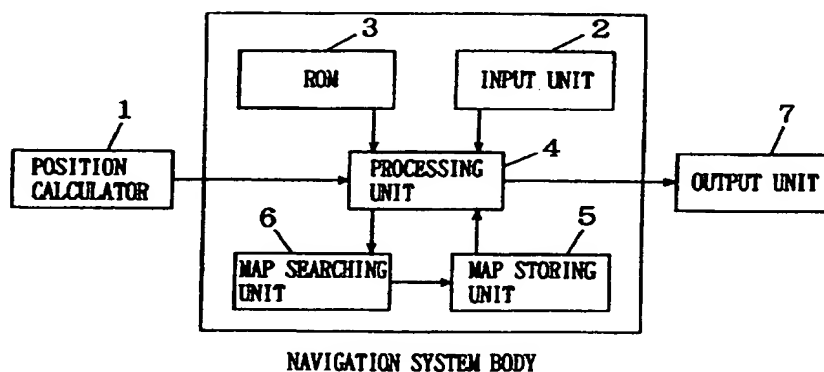 3
2
ROM
INPUT UNIT
1
4
7
POSITION
CALCULATOR
PROCESSING
UNIT
OUTPUT UNIT
6
5
MAP SEARCHING
UNIT
MAP STORING
UNIT
NAVIGATION SYSTEM BODY